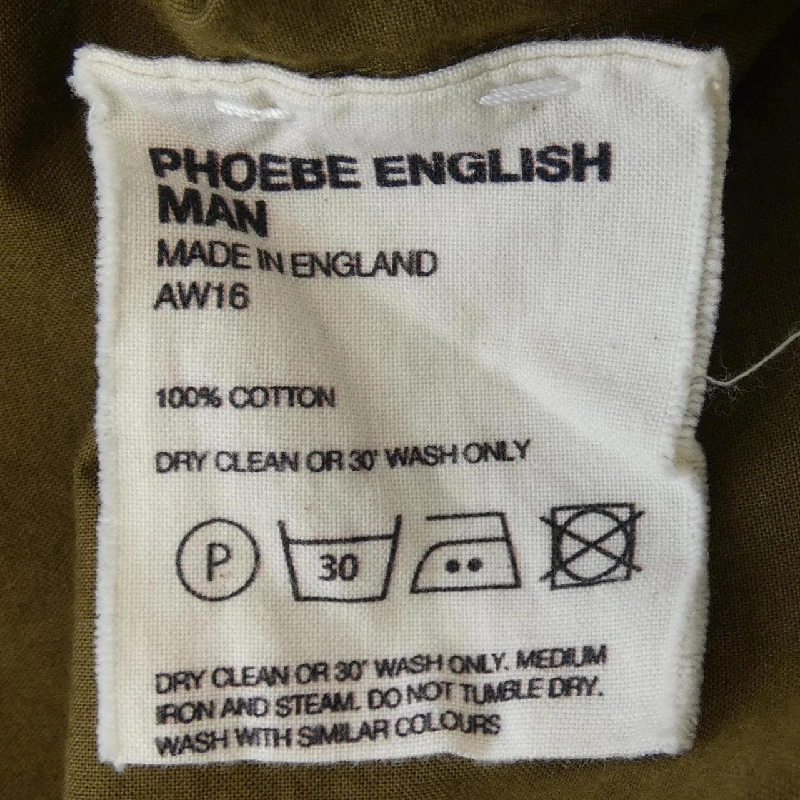 PHOEBE ENGLISH
MAN
MADE IN ENGLAND
AW16
100% COTTON
DRY CLEAN OR 30' WASH ONLY
P 30
DRY CLEAN OR 30' WASH ONLY. MEDIUM
IRON AND STEAM. DO NOT TUMBLE DRY.
WASH WITH SIMILAR COLOURS